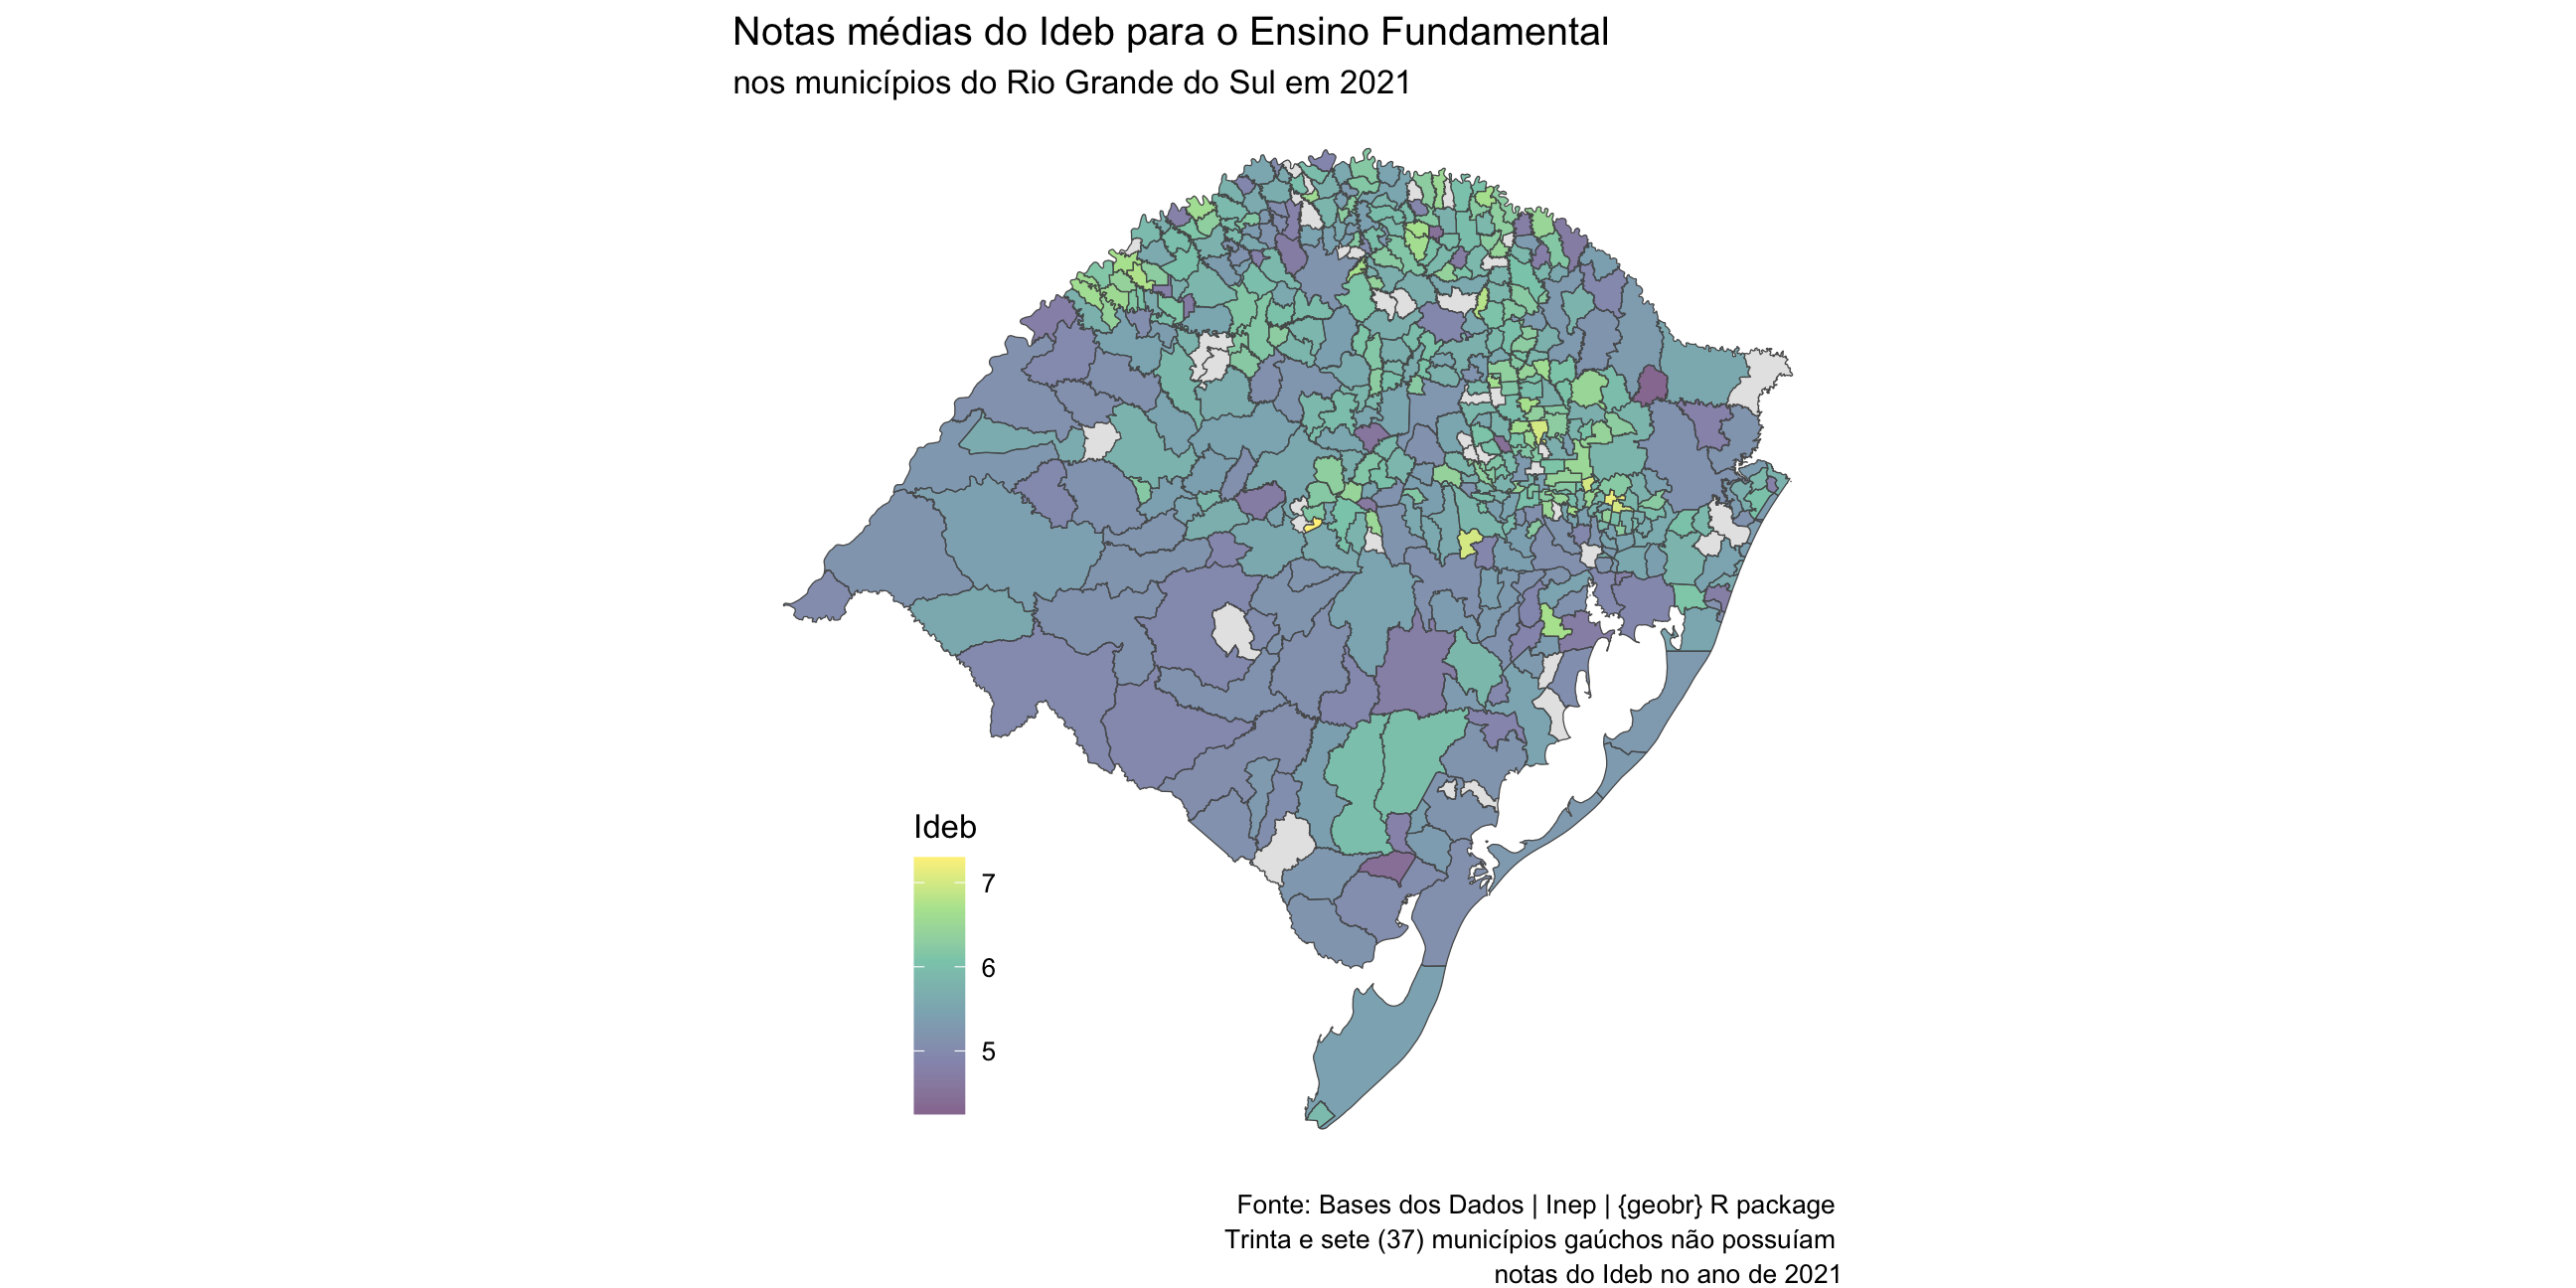 Notas médias do Ideb para o Ensino Fundamental
nos municípios do Rio Grande do Sul em 2021
Ideb
7
6
5
Fonte: Bases dos Dados | Inep | {geobr} R package
Trinta e sete (37) municípios gaúchos não possuíam
notas do Ideb no ano de 2021